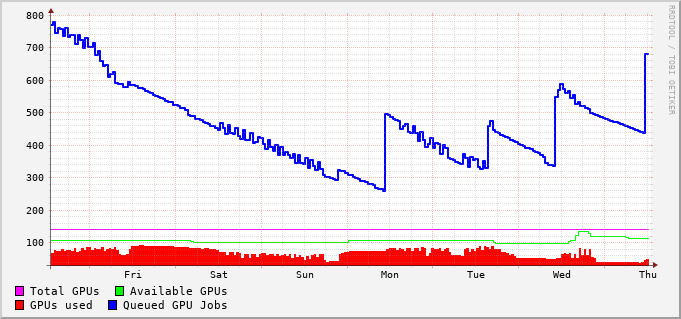 800
700
600
500
400
300
200
100
Fri Sat Sun Mon Tue Wed Thu
Total GPUs Available GPUs
GPUs used Queued GPU Jobs
RRDTOOL / TOBI OETIKER